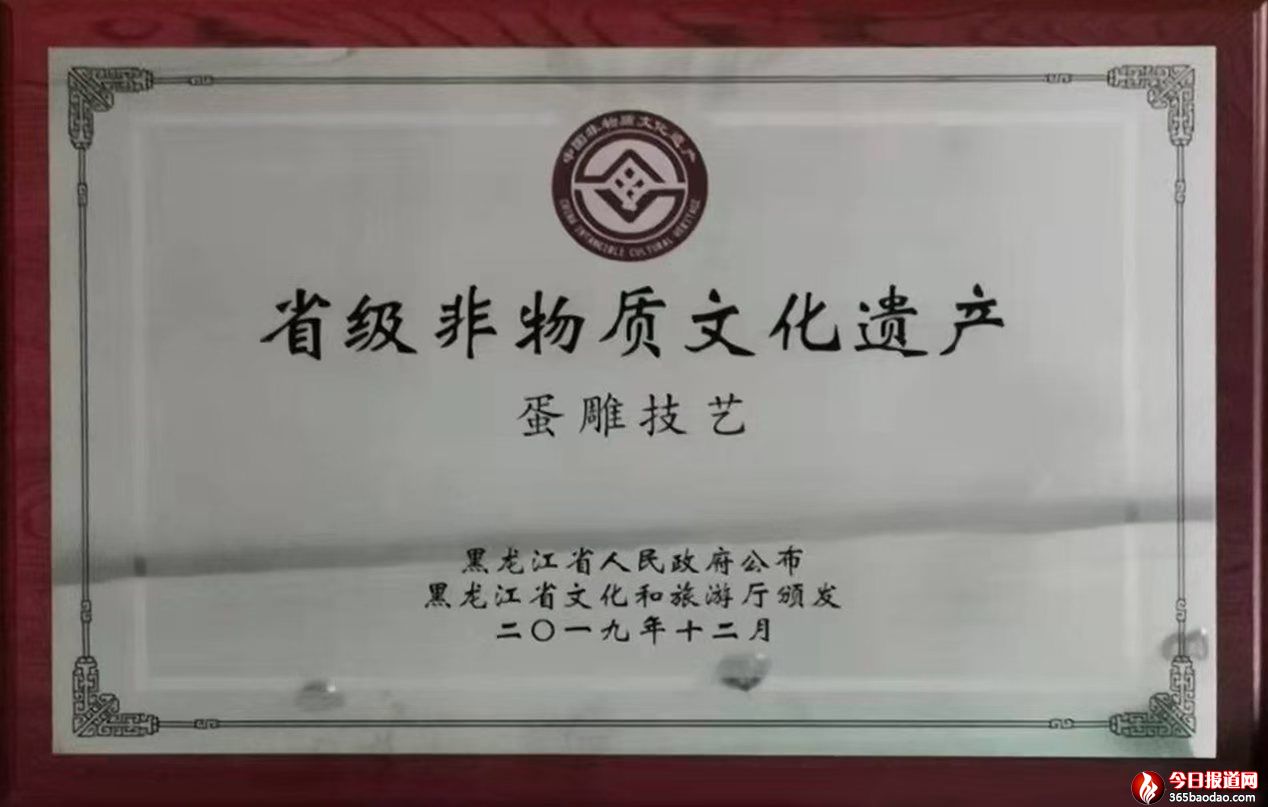 中国非物质文化遗产
CHINA INTANGIBLE CULTURAL HERITAGE
省级非物质文化遗产
蛋雕技艺
黑龙江省人民政府公布
黑龙江省文化和旅游厅颁发
二〇一九年十二月
今日报道网
365baodao.com